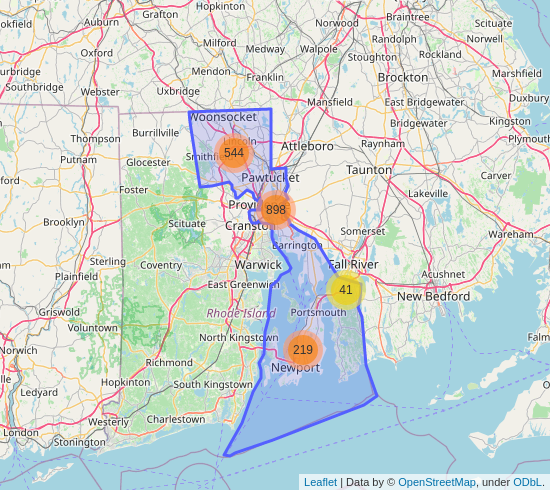 Hopkinton
Braintree
Norwood
Scituate
Auburn
Grafton
Randolph
Norwell
Oxford
Milford
Medway
Walpole
Stoughton
Mendon
Franklin
Brockton
Marshfield
Southbridge
Webster
Uxbridge
Mansfield
East Bridgewater
Duxbury
Bridgewater
Kingston
Plymouth
Thompson
Burrillville
Woonsocket
Lincoln
Attleboro
Raynham
Putnam
Glocester
Smithfield
544
Pawtucket
Taunton
Carver
Foster
Lakeville
Brooklyn
Scituate
898
Cranston
Somerset
Wareham
Barrington
Sterling
Coventry
Warwick
Fall River
Acushnet
Plainfield
East Greenwich
41
New Bedford
Griswold
Rhode Island
Portsmouth
Voluntown
North Kingstown
Norwich
Richmond
219
Newport
Hopkinton
South Kingstown
Ledyard
Charlestown
Westerly
London
Stonington
Leaflet | Data by © OpenStreetMap, under ODbL.